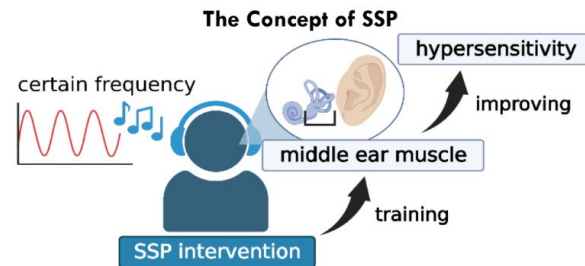 The Concept of SSP
hypersensitivity
certain frequency
improving
middle ear muscle
training
SSP intervention